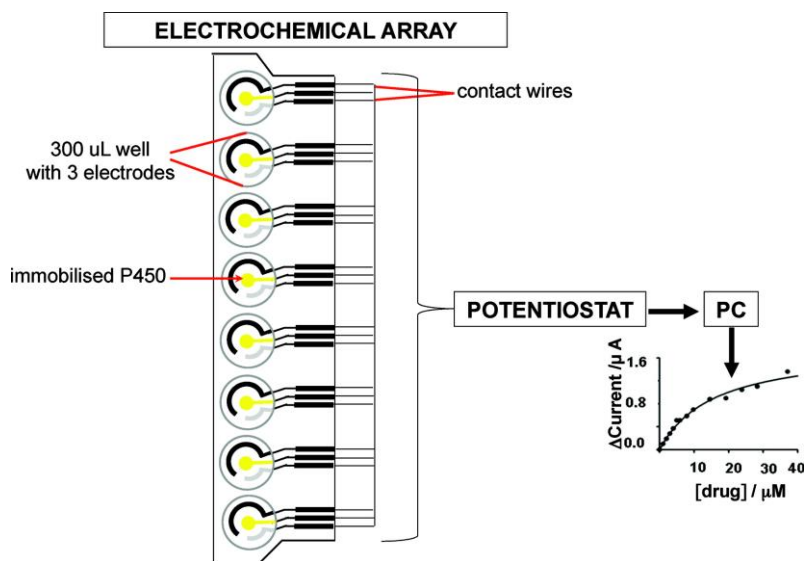 ELECTROCHEMICAL ARRAY
contact wires
300 uL well
with 3 electrodes
immobilised P450
POTENTIOSTAT
PC
ΔCurrent /μ A
1.6
0.8
0.0
10 20 30 40
[drug] / μM